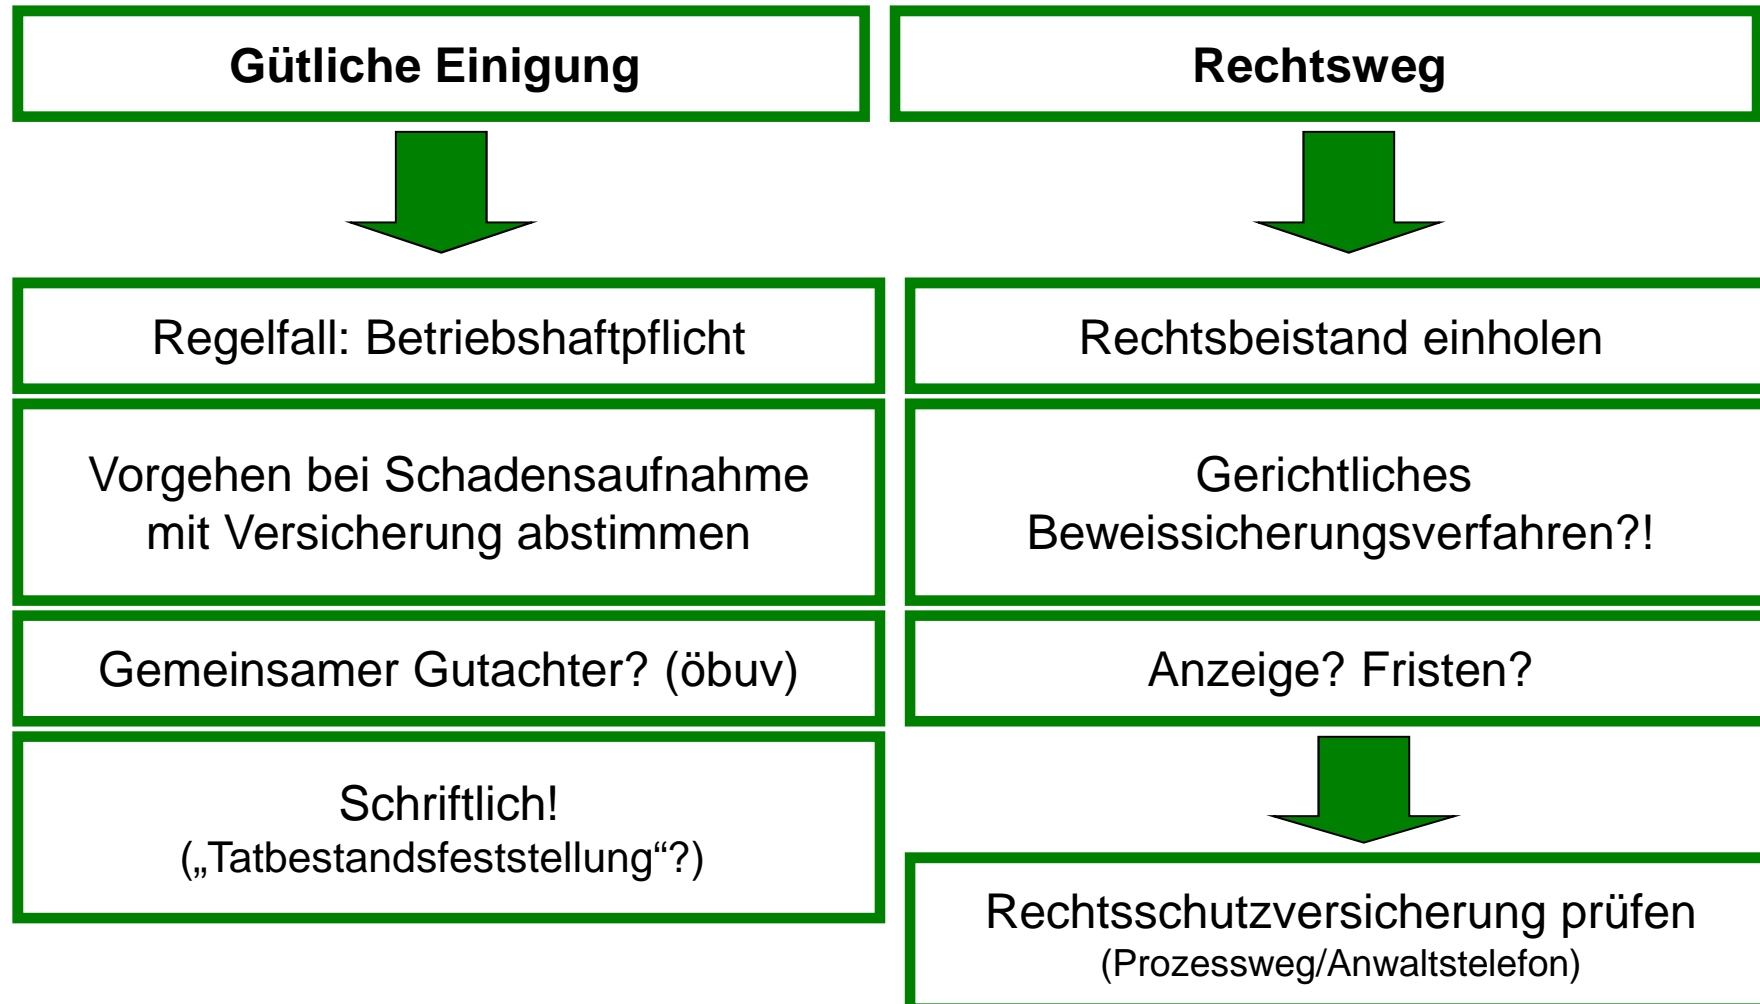 Gütliche Einigung
Rechtsweg
Regelfall: Betriebshaftpflicht
Vorgehen bei Schadensaufnahme
mit Versicherung abstimmen
Gemeinsamer Gutachter? (öbuv)
Schriftlich!
(„Tatbestandsfeststellung“?)
Rechtsbeistand einholen
Gerichtliches
Beweissicherungsverfahren?!
Anzeige? Fristen?
Rechtsschutzversicherung prüfen
(Prozessweg/Anwaltstelefon)